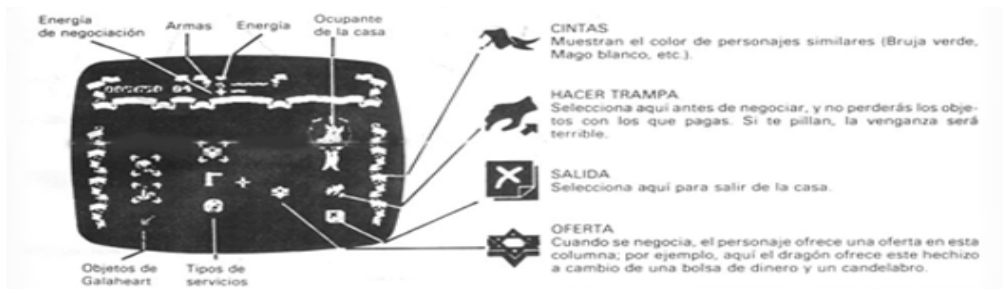 Energía
de negociación
Armas
Energía
Ocupante
de la casa
Objetos de
Galaheart
Tipos de
servicios
CINTAS
Muestran el color de personajes similares (Bruja verde,
Mago blanco, etc.).
HACER TRAMPA
Selecciona aquí antes de negociar, y no perderás los obje-
tos con los que pagas. Si te pillan, la venganza será
terrible.
SALIDA
Selecciona aquí para salir de la casa.
OFERTA
Cuando se negocia, el personaje ofrece una oferta en esta
columna; por ejemplo, aquí el dragón ofrece este hechizo
a cambio de una bolsa de dinero y un candelabro.